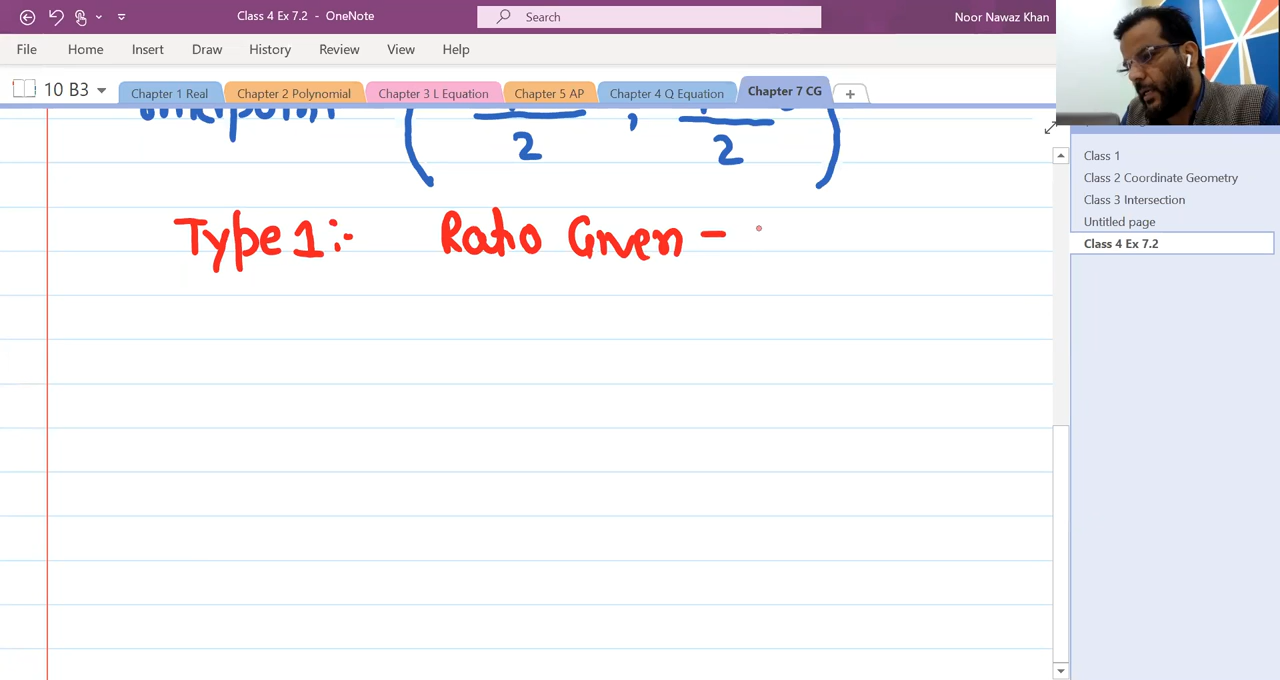 Class 4 Ex 7.2 - OneNote
Search
Noor Nawaz Khan
File Home Insert Draw History Review View Help
10 B3
Chapter 1 Real
Chapter 2 Polynomial
Chapter 3 L Equation
Chapter 5 AP
Chapter 4 Q Equation
Chapter 7 CG
2 , 2
Type 1:- Ratio Given -
Class 1
Class 2 Coordinate Geometry
Class 3 Intersection
Untitled page
Class 4 Ex 7.2